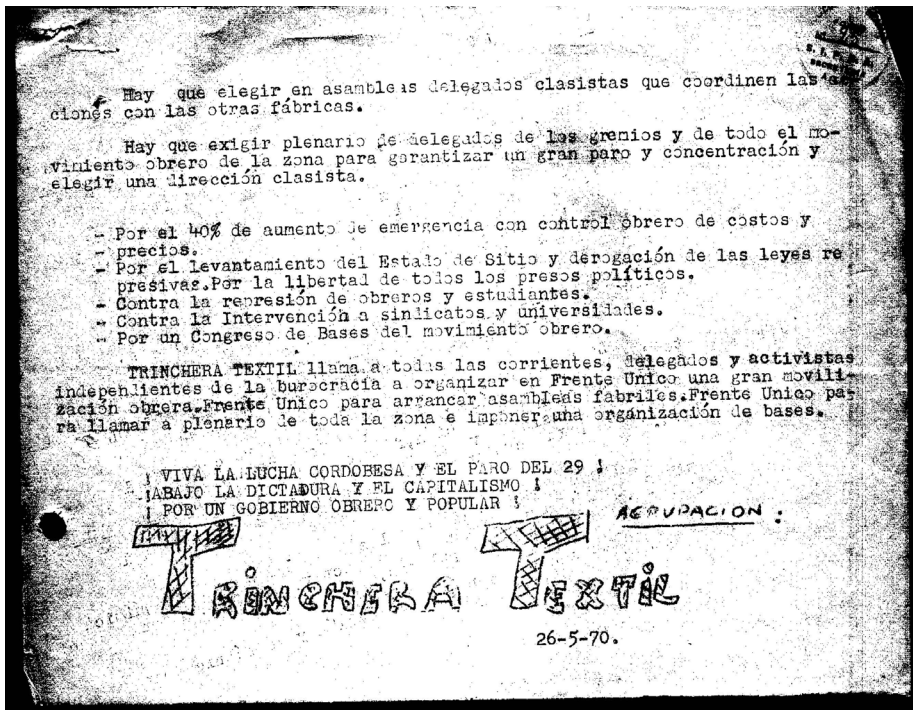 Hay que elegir en asambleas delegados clasistas que coordinen las
ciones con las otras fábricas.
Hay que exigir plenario de delegados de los gremios y de todo el mo-
vimiento obrero de la zona para garantizar un gran paro y concentración y
elegir una dirección clasista.
- Por el 40% de aumento de emergencia con control obrero de costos y
- precios.
- Por el levantamiento del Estado de Sitio y derogación de las leyes re
presivas.Por la libertad de todos los presos políticos.
- Contra la represión de obreros y estudiantes.
- Contra la Intervención a sindicatos y universidades.
- Por un Congreso de Bases del movimiento obrero.
TRINCHERA TEXTIL llama a todas las corrientes, delegados y activistas
independientes de la burocracia a organizar en Frente Unico una gran movili-
zación obrera.Frente Unico para arrancar asambleas fabriles.Frente Unico pa-
ra llamar a plenario de toda la zona e imponer una organización de bases.
¡ VIVA LA LUCHA CORDOBESA Y EL PARO DEL 29 !
¡ABAJO LA DICTADURA Y EL CAPITALISMO !
¡ POR UN GOBIERNO OBRERO Y POPULAR !
AGRUPACION :
TRINCHERA TEXTIL
26-5-70.